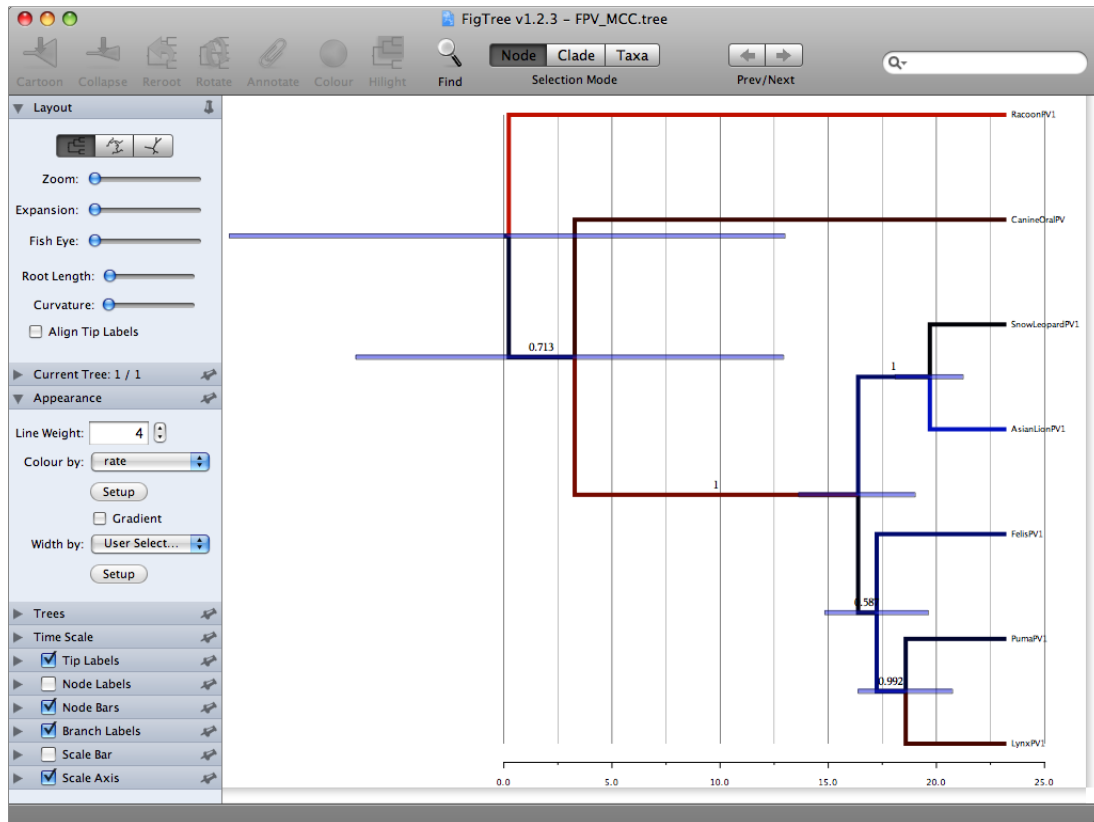 FigTree v1.2.3 – FPV_MCC.tree
Cartoon Collapse Reroot Rotate Annotate Colour Hilight Find
Node Clade Taxa
Selection Mode
Prev/Next
Layout
Zoom:
Expansion:
Fish Eye:
Root Length:
Curvature:
Align Tip Labels
Current Tree: 1 / 1
Appearance
Line Weight: 4
Colour by: rate
Setup
Gradient
Width by: User Select...
Setup
Trees
Time Scale
Tip Labels
Node Labels
Node Bars
Branch Labels
Scale Bar
Scale Axis
RacoonPV1
CanineOralPV
SnowLeopardPV1
AsianLionPV1
FelisPV1
PumaPV1
LynxPV1
0.713
1
1
0.992
0.0 5.0 10.0 15.0 20.0 25.0